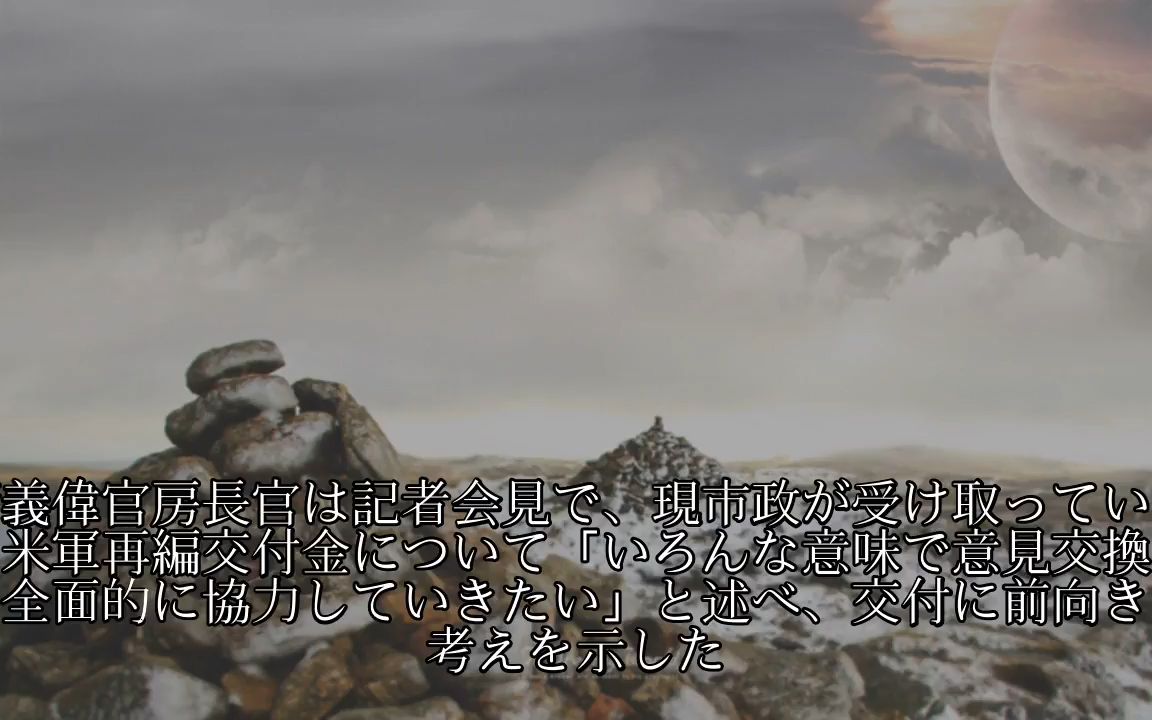 義偉官房長官は記者会見で、現市政が受け取ってい
米軍再編交付金について「いろんな意味で意見交換
全面的に協力していきたい」と述べ、交付に前向き
考えを示した